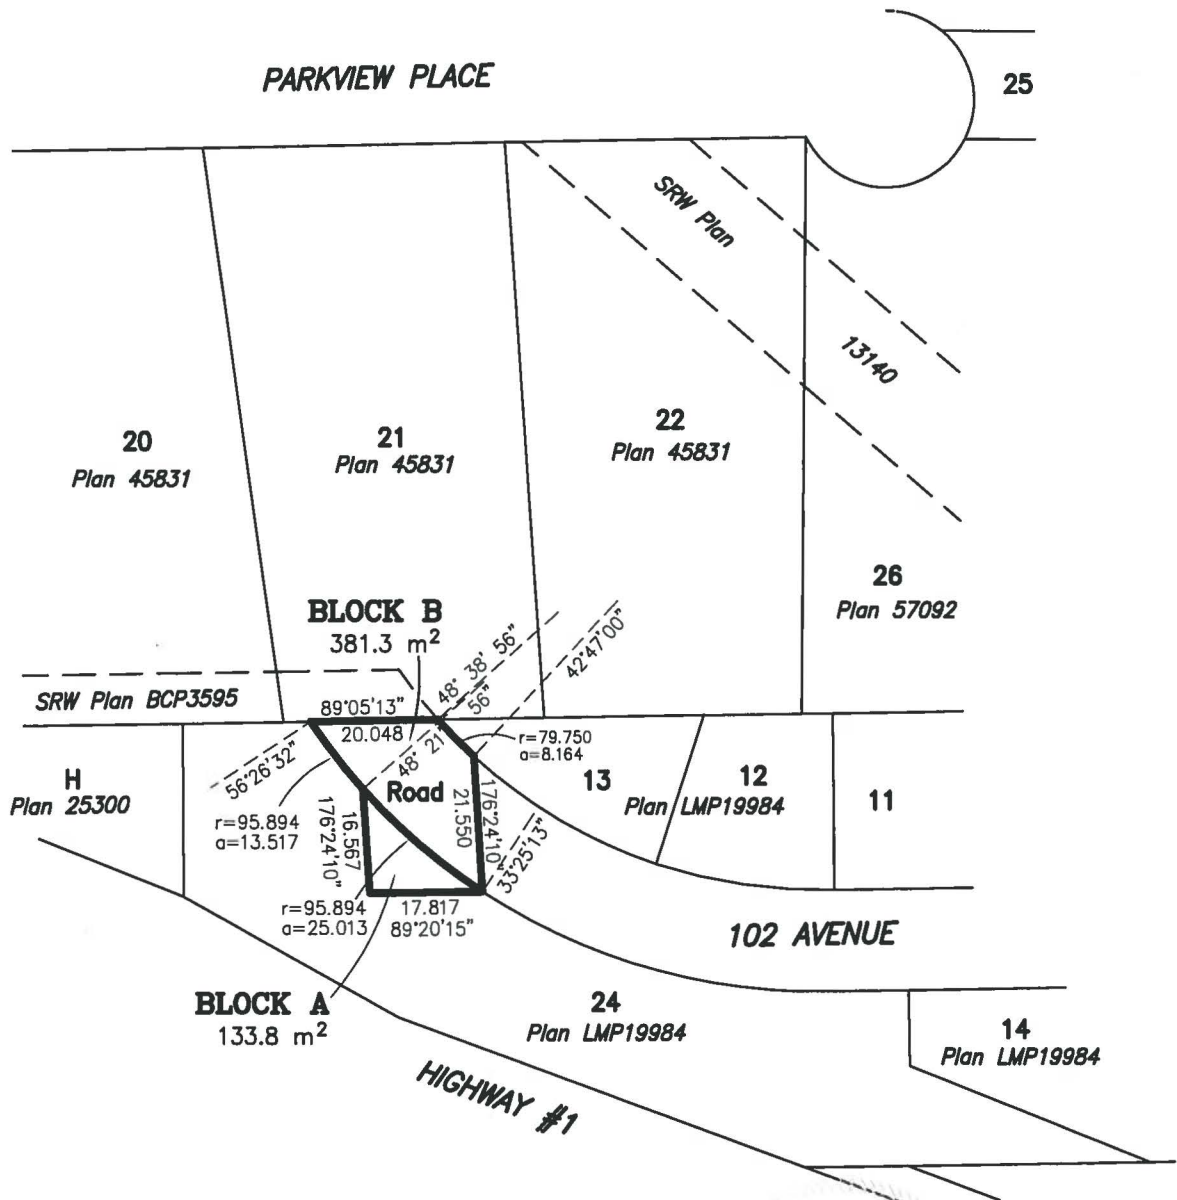 PARKVIEW PLACE
25
SRW Plan
13140
20
Plan 45831
21
Plan 45831
22
Plan 45831
26
Plan 57092
BLOCK B
381.3 m²
48° 38' 56"
42°47'00"
48° 21' 56"
SRW Plan BCP3595
89°05'13"
20.048
r=79.750
a=8.164
56°26'32"
H
Plan 25300
Road
13
12
Plan LMP19984
11
r=95.894
a=13.517
16.567
176°24'10"
176°24'10"
21.550
33°25'13"
r=95.894
a=25.013
17.817
89°20'15"
102 AVENUE
BLOCK A
133.8 m²
24
Plan LMP19984
14
Plan LMP19984
HIGHWAY #1